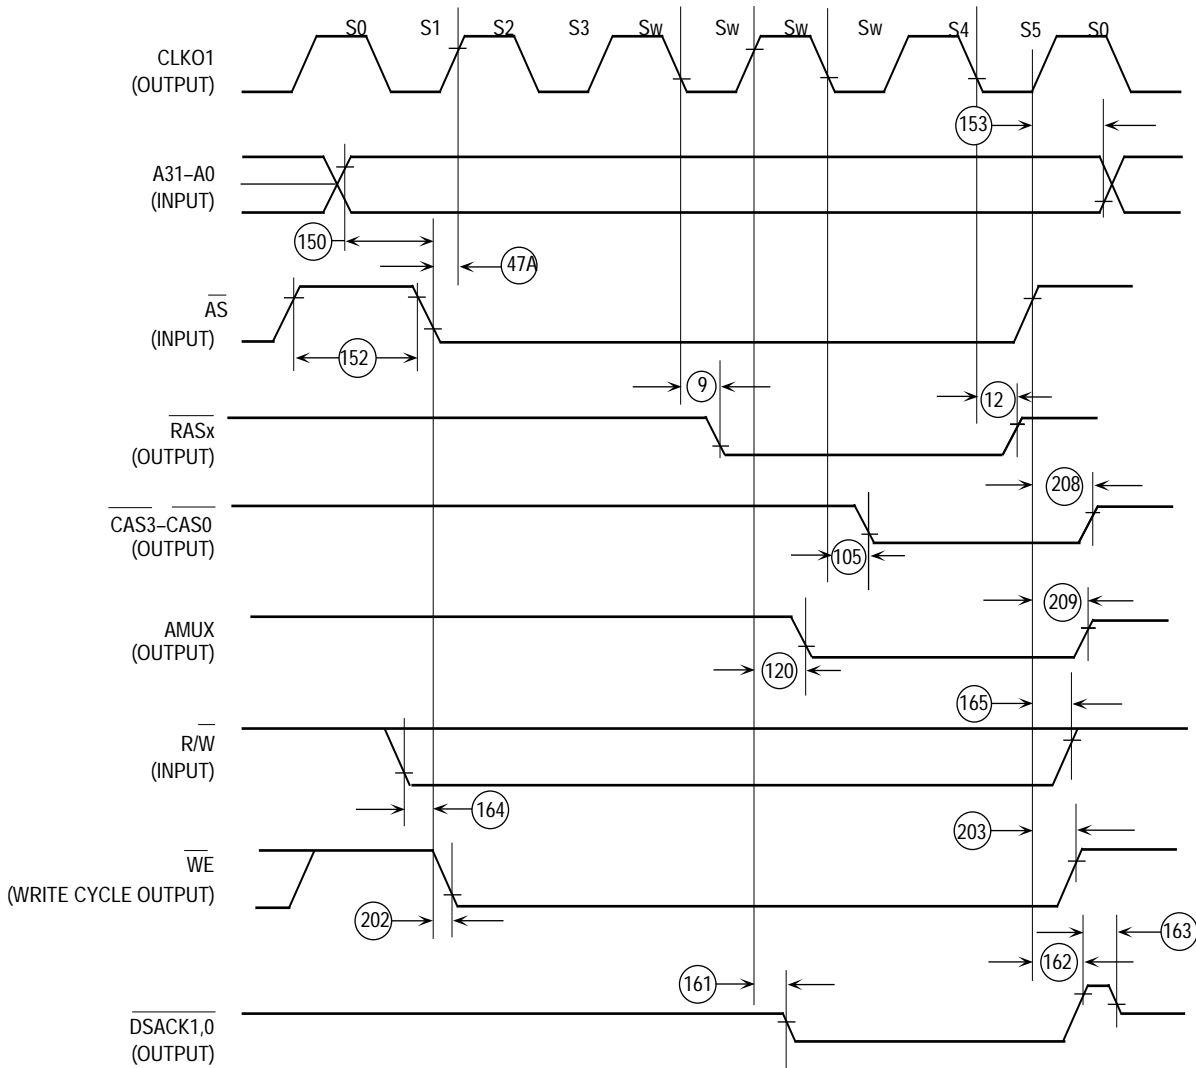 S0 S1 S2 S3 Sw Sw Sw Sw S4 S5 S0
CLKO1
(OUTPUT)
153
A31–A0
(INPUT)
150
47A
AS
(INPUT)
152
9
12
RASx
(OUTPUT)
208
CAS3–CAS0
(OUTPUT)
105
209
AMUX
(OUTPUT)
120
165
R/W
(INPUT)
164
203
WE
(WRITE CYCLE OUTPUT)
202
163
162
161
DSACK1,0
(OUTPUT)